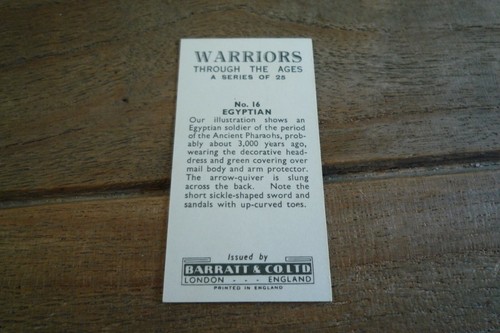 WARRIORS
THROUGH THE AGES
A SERIES OF 25
No. 16
EGYPTIAN
Our illustration shows an
Egyptian soldier of the period
of the Ancient Pharaohs, prob-
ably about 3,000 years ago,
wearing the decorative head-
dress and green covering over
mail body and arm protector.
The arrow-quiver is slung
across the back. Note the
short sickle-shaped sword and
sandals with up-curved toes.
Issued by
BARRATT & CO LTD
LONDON - - - ENGLAND
PRINTED IN ENGLAND